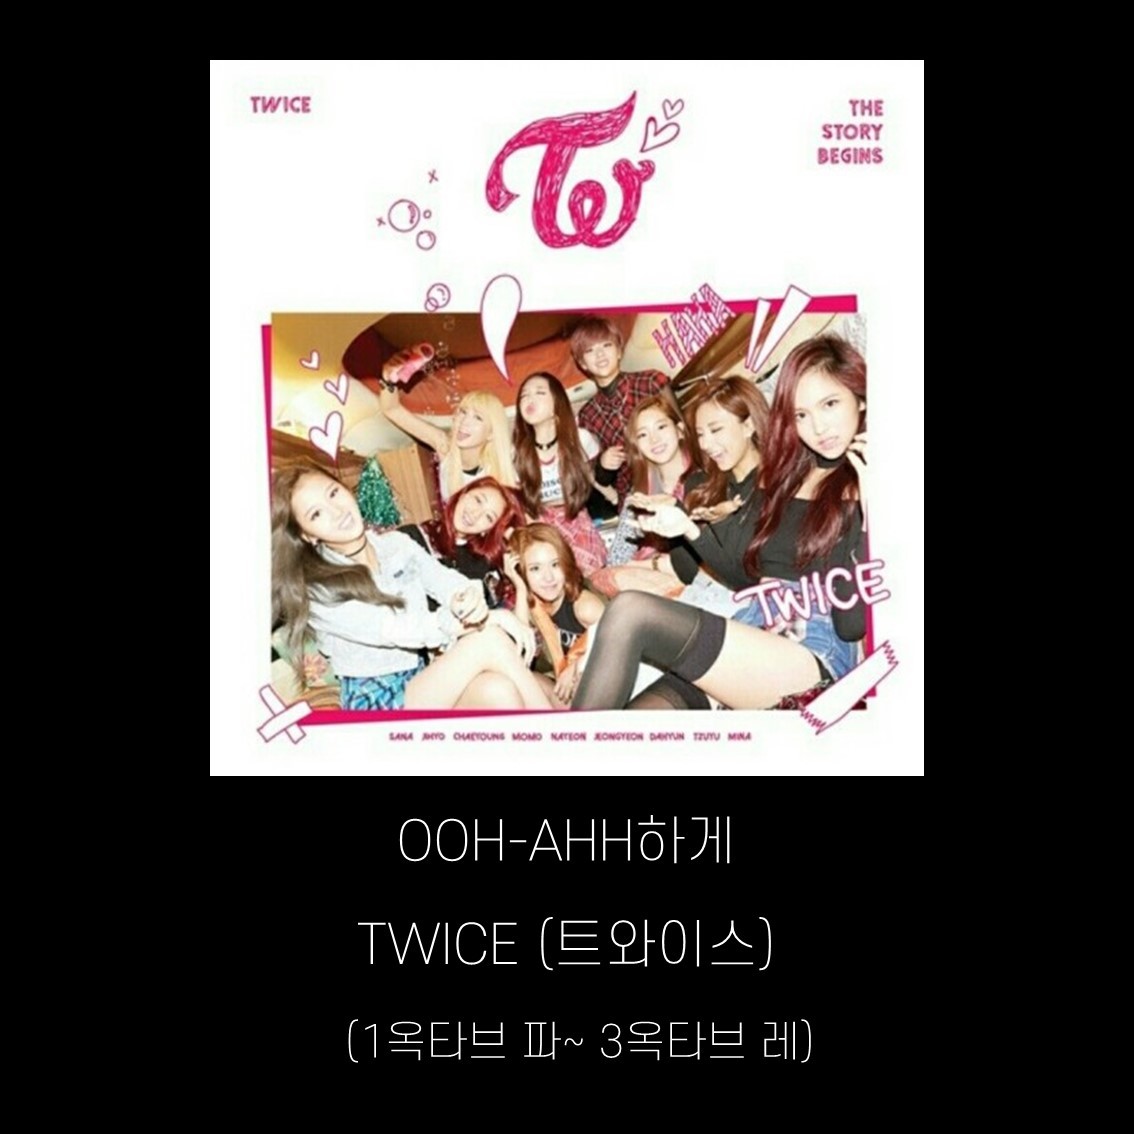 TWICE
THE
STORY
BEGINS
TW
HAHA
TWICE
SANA JIHYO CHAEYOUNG MOMO NAYEON JEONGYEON DAHYUN TZUYU MINA
OOH-AHH하게
TWICE (트와이스)
(1옥타브 파~ 3옥타브 레)